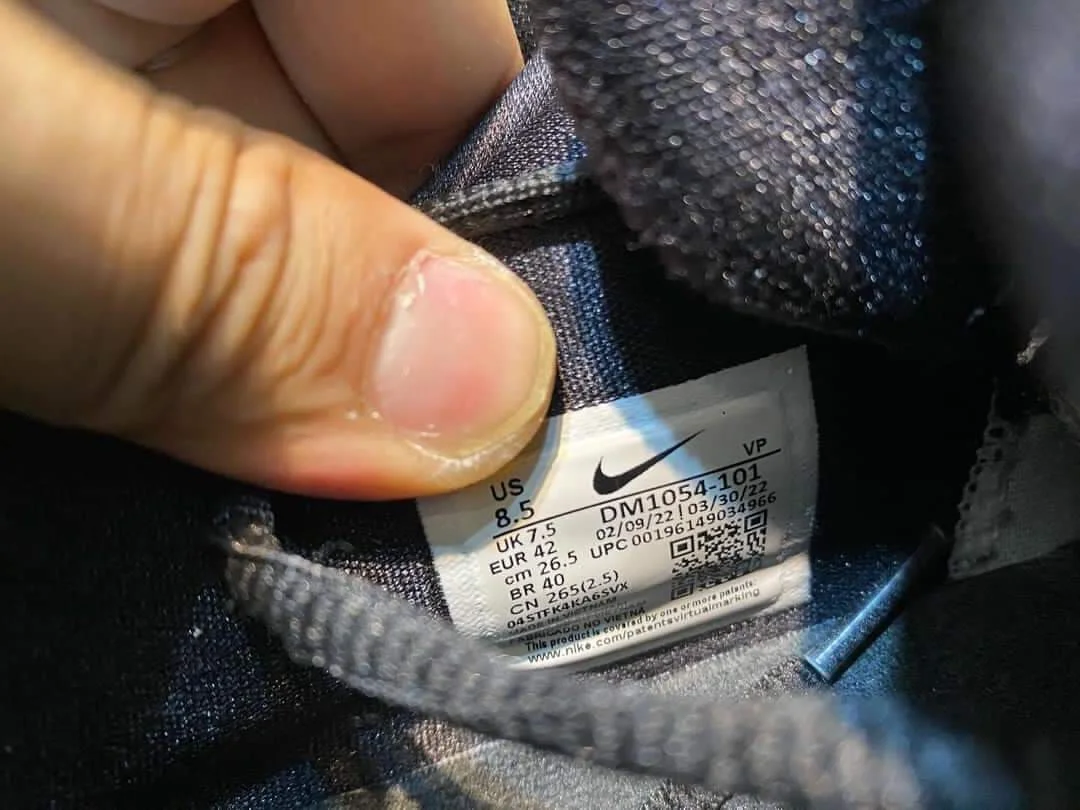 US
8.5
VP
UK 7.5
EUR 42
cm 26.5
BR 40
CN 265(2.5)
DM1054-101
02/09/22 | 03/30/22
UPC 00196149034966
04STFK4KA6SVX
MADE IN VIETNAM
FABRICADO NO VIETNÃ
This product is covered by one or more patents.
www.nike.com/patentsvirtualmarking